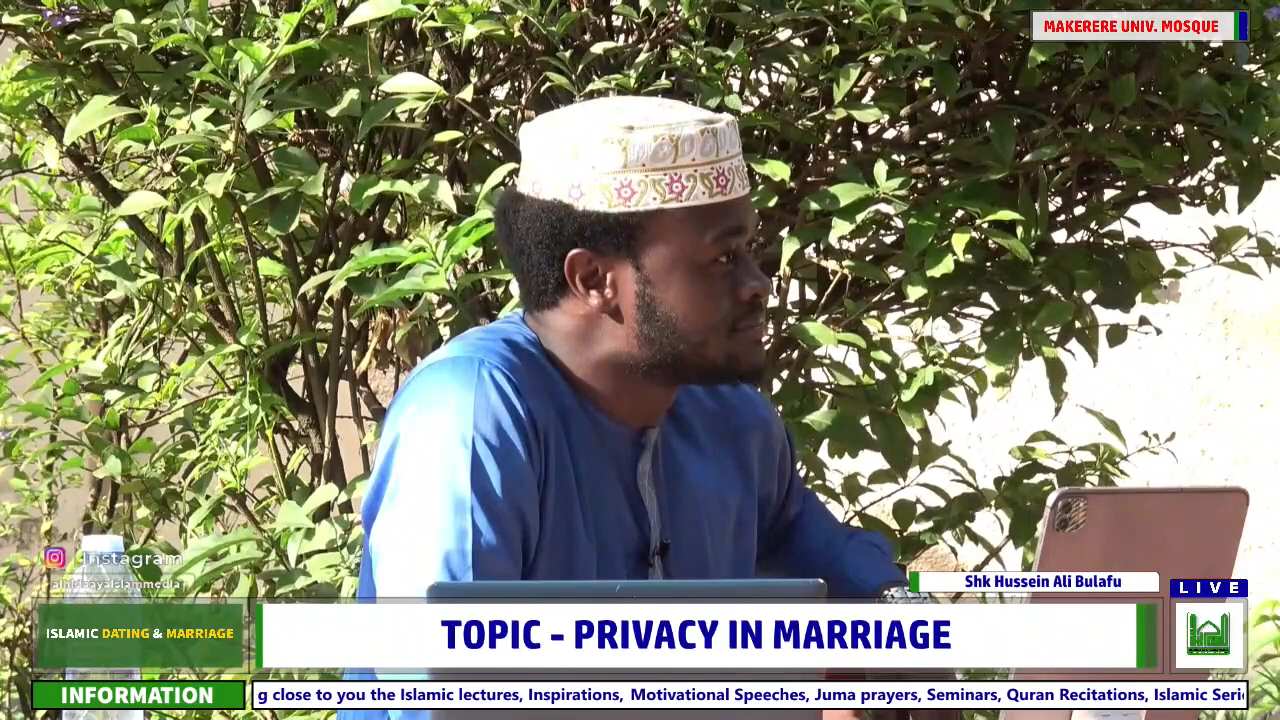 MAKERERE UNIV. MOSQUE
Instagram
alhidaayaislammedia
Shk Hussein Ali Bulafu
LIVE
ISLAMIC DATING & MARRIAGE
TOPIC - PRIVACY IN MARRIAGE
INFORMATION
g close to you the Islamic lectures, Inspirations, Motivational Speeches, Juma prayers, Seminars, Quran Recitations, Islamic Seri